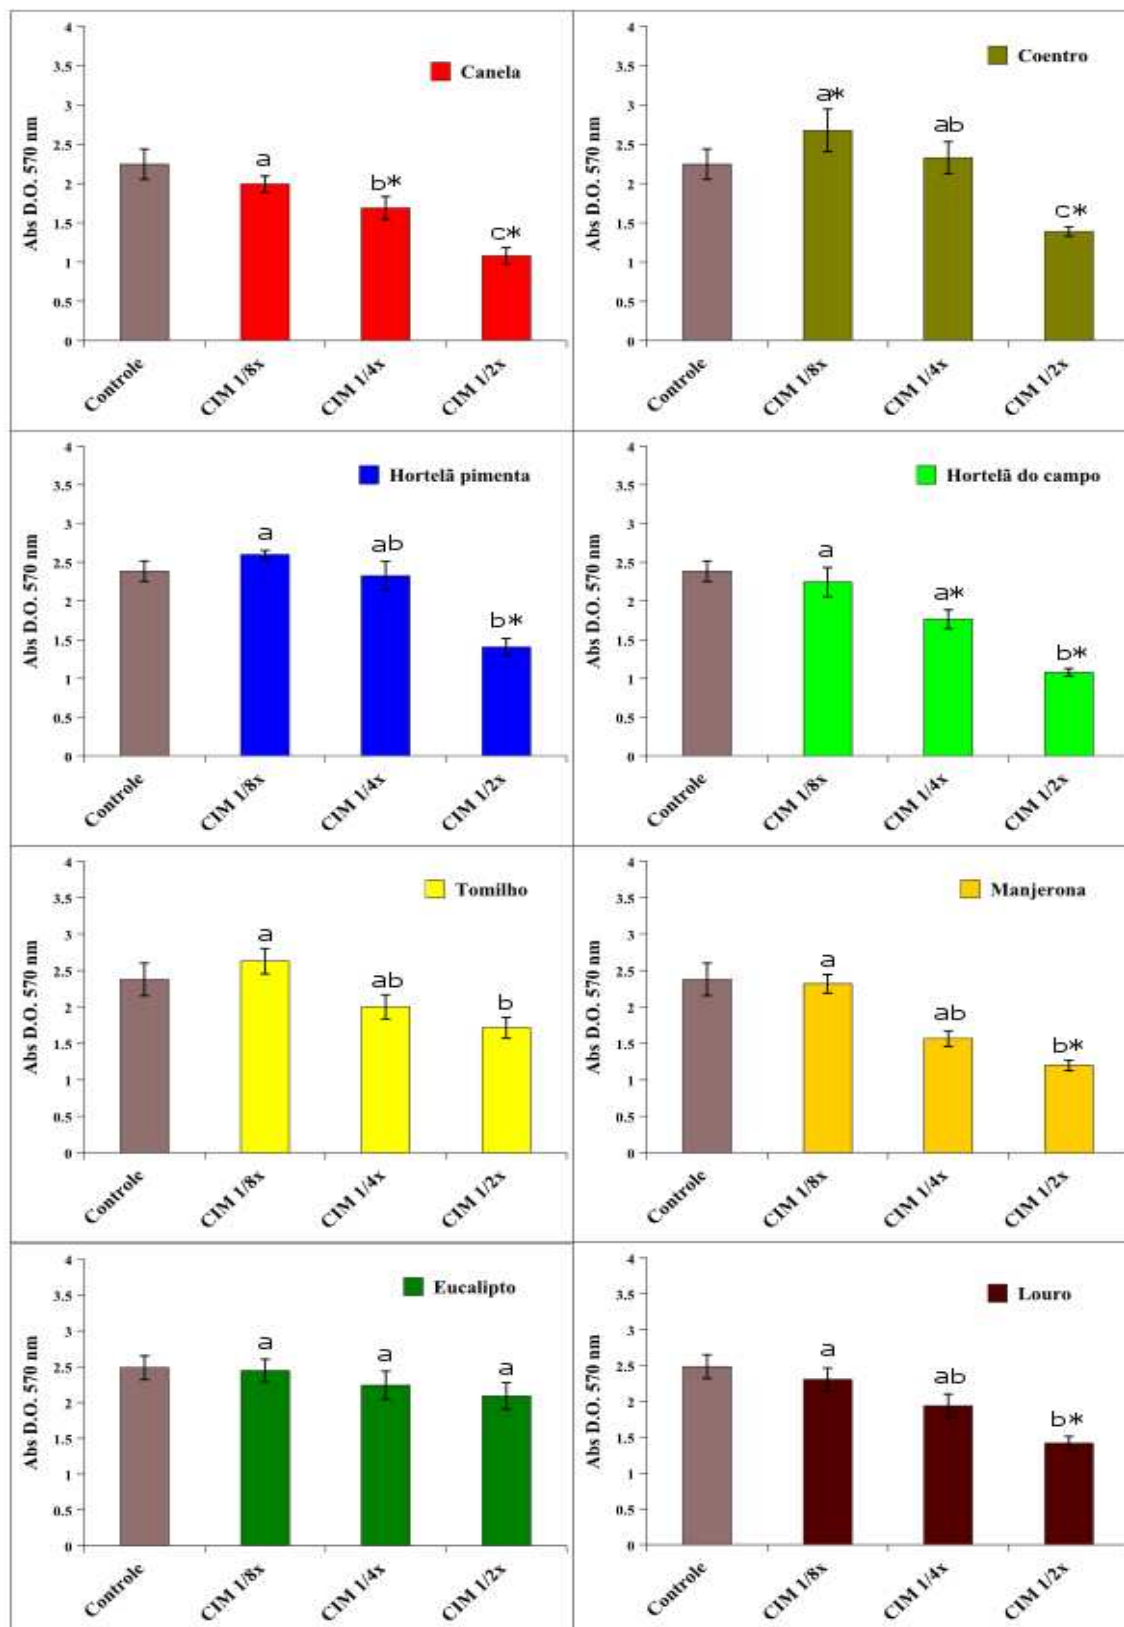 Canela
Abs D.O. 570 nm
4
3.5
3
2.5
2
1.5
1
0.5
0
a
b*
c*
Controle
CIM 1/8x
CIM 1/4x
CIM 1/2x
Coentro
Abs D.O. 570 nm
4
3.5
3
2.5
2
1.5
1
0.5
0
a*
ab
c*
Controle
CIM 1/8x
CIM 1/4x
CIM 1/2x
Hortelã pimenta
Abs D.O. 570 nm
4
3.5
3
2.5
2
1.5
1
0.5
0
a
ab
b*
Controle
CIM 1/8x
CIM 1/4x
CIM 1/2x
Hortelã do campo
Abs D.O. 570 nm
4
3.5
3
2.5
2
1.5
1
0.5
0
a
a*
b*
Controle
CIM 1/8x
CIM 1/4x
CIM 1/2x
Tomilho
Abs D.O. 570 nm
4
3.5
3
2.5
2
1.5
1
0.5
0
a
ab
b
Controle
CIM 1/8x
CIM 1/4x
CIM 1/2x
Manjerona
Abs D.O. 570 nm
4
3.5
3
2.5
2
1.5
1
0.5
0
a
ab
b*
Controle
CIM 1/8x
CIM 1/4x
CIM 1/2x
Eucalipto
Abs D.O. 570 nm
4
3.5
3
2.5
2
1.5
1
0.5
0
a
a
a
Controle
CIM 1/8x
CIM 1/4x
CIM 1/2x
Louro
Abs D.O. 570 nm
4
3.5
3
2.5
2
1.5
1
0.5
0
a
ab
b*
Controle
CIM 1/8x
CIM 1/4x
CIM 1/2x